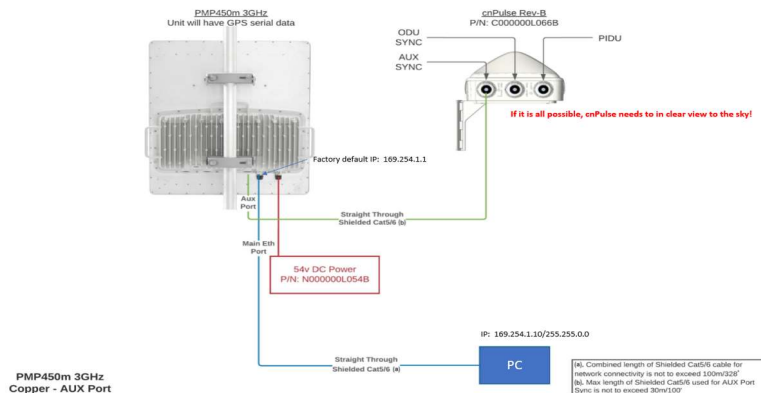 PMP450m 3GHz
Unit will have GPS serial data
cnPulse Rev-B
P/N: C000000L066B
ODU
SYNC
PIDU
AUX
SYNC
If it is all possible, cnPulse needs to in clear view to the sky!
Factory default IP: 169.254.1.1
Aux
Port
Straight Through
Shielded Cat5/6 (b)
Main Eth
Port
54v DC Power
P/N: N000000L054B
IP: 169.254.1.10/255.255.0.0
Straight Through
Shielded Cat5/6 (a)
PC
PMP450m 3GHz
Copper - AUX Port
(a). Combined length of Shielded Cat5/6 cable for
network connectivity is not to exceed 100m/328'
(b). Max length of Shielded Cat5/6 used for AUX Port
Sync is not to exceed 30m/100'